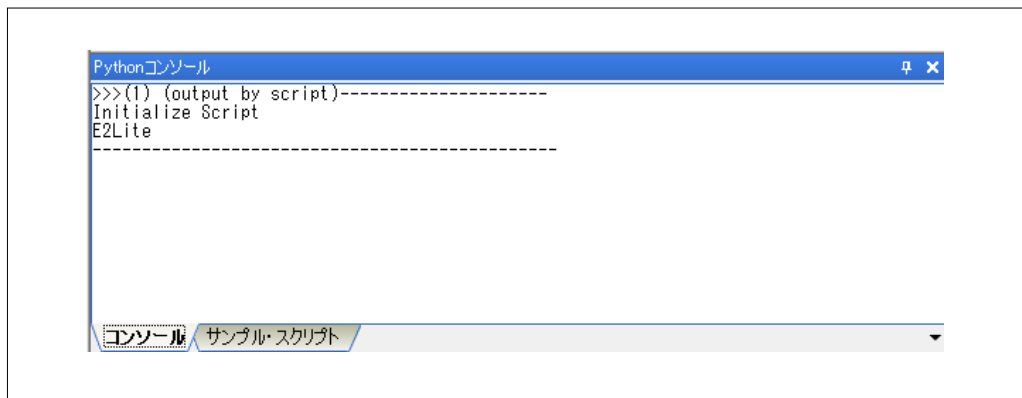 Pythonコンソール
>>>(1) (output by script)---------------------
Initialize Script
E2Lite
-----------------------------------------------
コンソール サンプル・スクリプト